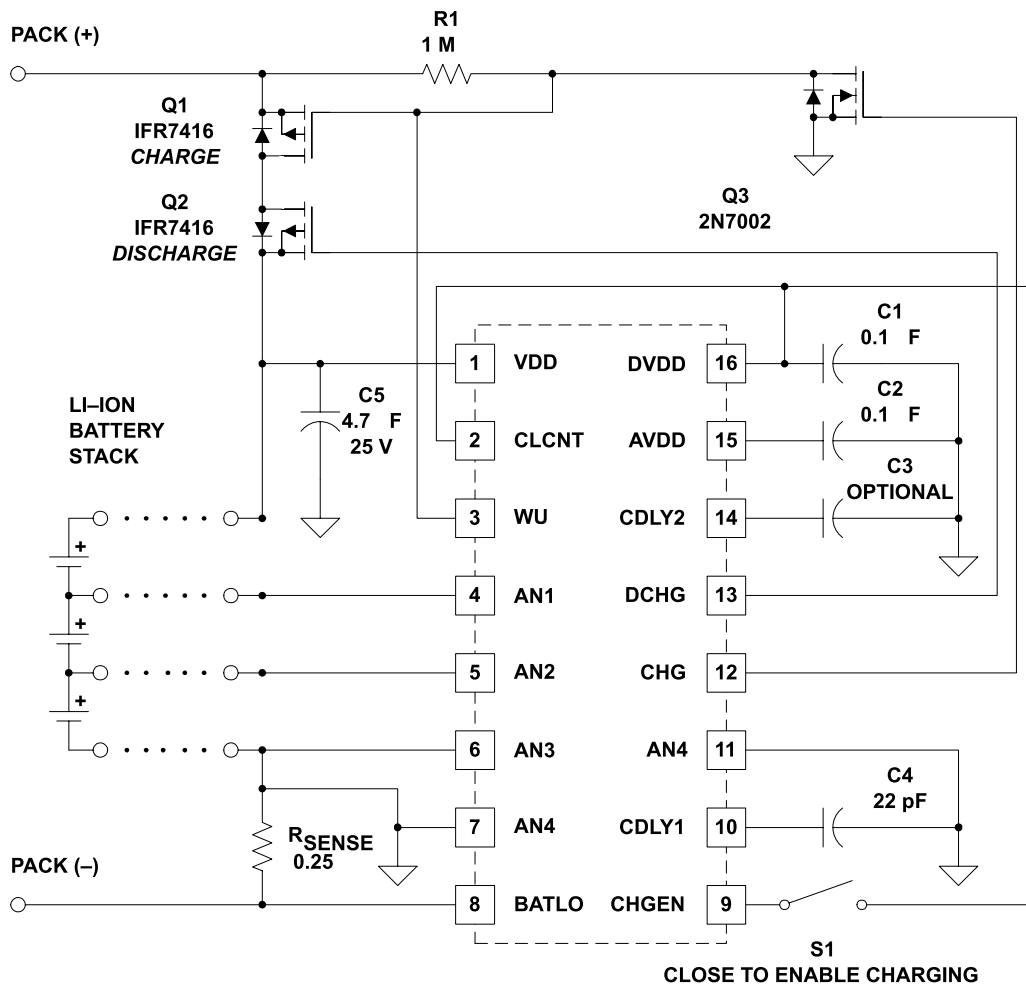 PACK (+)
R1
1 M
Q1
IFR7416
CHARGE
Q2
IFR7416
DISCHARGE
Q3
2N7002
C1
0.1 F
1 VDD
DVDD 16
C5
4.7 F
25 V
C2
0.1 F
LI–ION
BATTERY
STACK
2 CLCNT
AVDD 15
C3
OPTIONAL
3 WU
CDLY2 14
+
4 AN1
DCHG 13
+
5 AN2
CHG 12
+
6 AN3
AN4 11
C4
22 pF
7 AN4
CDLY1 10
RSENSE
0.25
PACK (–)
8 BATLO
CHGEN 9
S1
CLOSE TO ENABLE CHARGING